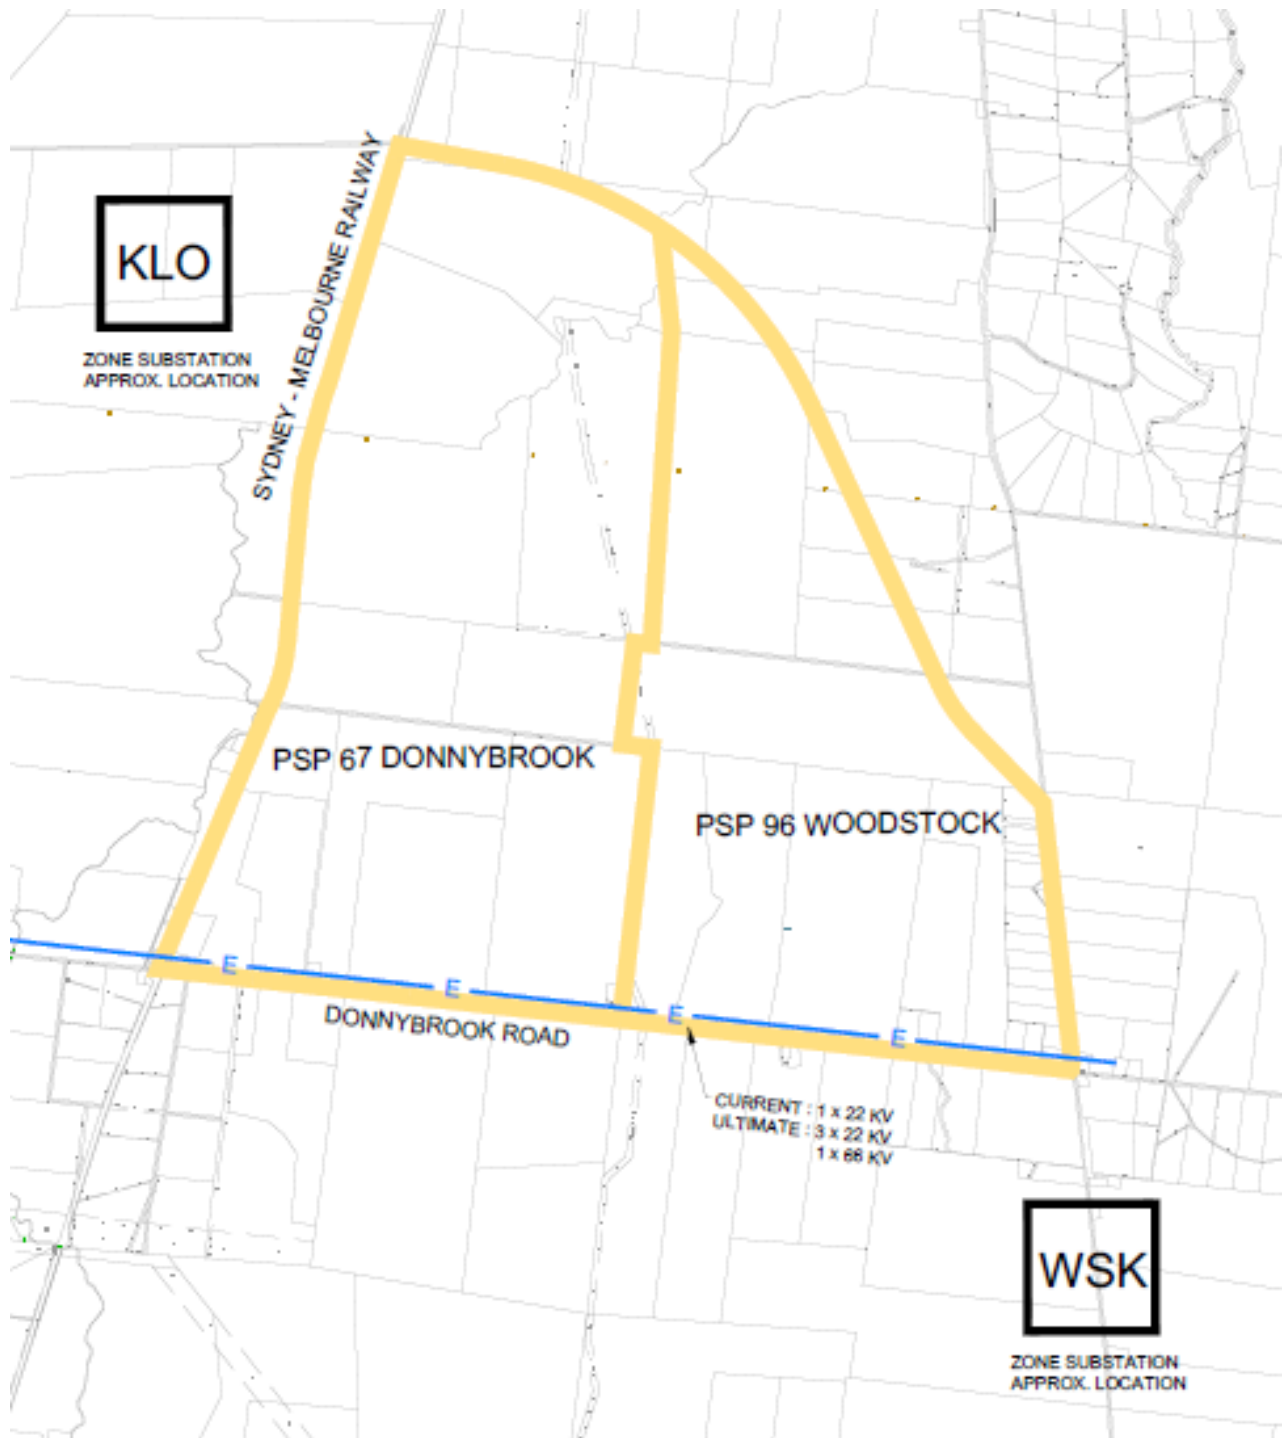 SYDNEY - MELBOURNE RAILWAY
KLO
ZONE SUBSTATION
APPROX. LOCATION
PSP 67 DONNYBROOK
PSP 96 WOODSTOCK
E
E
E
E
DONNYBROOK ROAD
CURRENT : 1 x 22 KV
ULTIMATE : 3 x 22 KV
1 x 66 KV
WSK
ZONE SUBSTATION
APPROX. LOCATION